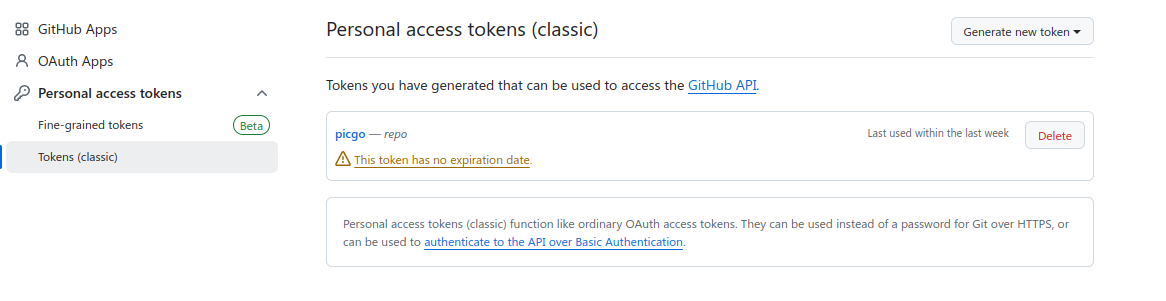 GitHub Apps
OAuth Apps
Personal access tokens
Fine-grained tokens Beta
Tokens (classic)
Personal access tokens (classic)
Generate new token
Tokens you have generated that can be used to access the GitHub API.
picgo — repo
Last used within the last week
Delete
This token has no expiration date.
Personal access tokens (classic) function like ordinary OAuth access tokens. They can be used instead of a password for Git over HTTPS, or
can be used to authenticate to the API over Basic Authentication.